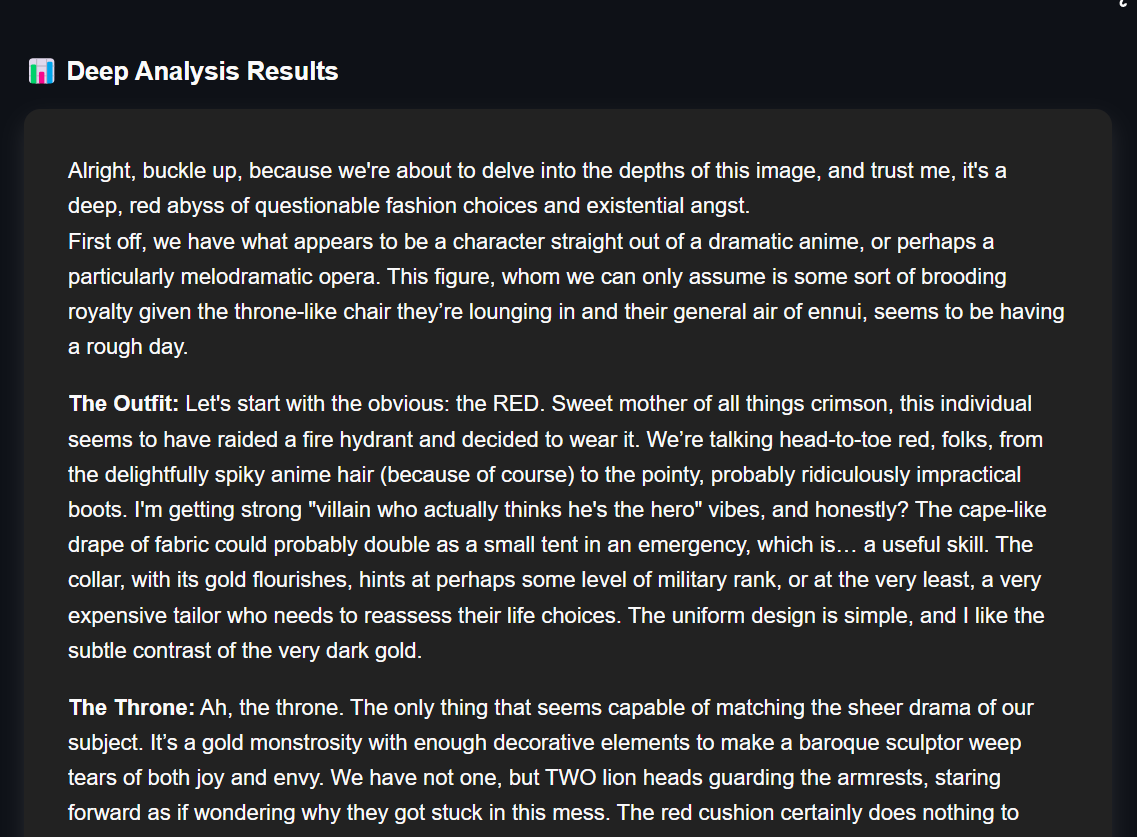 Deep Analysis Results
Alright, buckle up, because we're about to delve into the depths of this image, and trust me, it's a
deep, red abyss of questionable fashion choices and existential angst.
First off, we have what appears to be a character straight out of a dramatic anime, or perhaps a
particularly melodramatic opera. This figure, whom we can only assume is some sort of brooding
royalty given the throne-like chair they’re lounging in and their general air of ennui, seems to be having
a rough day.
The Outfit: Let's start with the obvious: the RED. Sweet mother of all things crimson, this individual
seems to have raided a fire hydrant and decided to wear it. We’re talking head-to-toe red, folks, from
the delightfully spiky anime hair (because of course) to the pointy, probably ridiculously impractical
boots. I'm getting strong "villain who actually thinks he's the hero" vibes, and honestly? The cape-like
drape of fabric could probably double as a small tent in an emergency, which is… a useful skill. The
collar, with its gold flourishes, hints at perhaps some level of military rank, or at the very least, a very
expensive tailor who needs to reassess their life choices. The uniform design is simple, and I like the
subtle contrast of the very dark gold.
The Throne: Ah, the throne. The only thing that seems capable of matching the sheer drama of our
subject. It’s a gold monstrosity with enough decorative elements to make a baroque sculptor weep
tears of both joy and envy. We have not one, but TWO lion heads guarding the armrests, staring
forward as if wondering why they got stuck in this mess. The red cushion certainly does nothing to